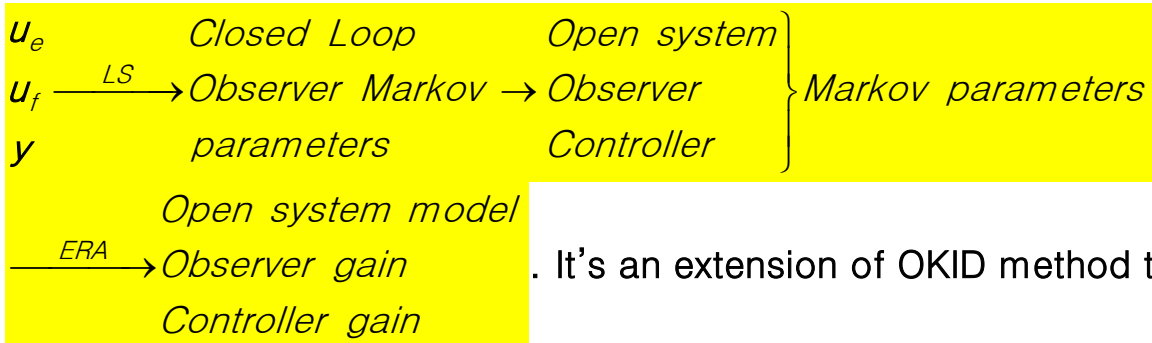 u_e Closed Loop Open system
u_f —LS→ Observer Markov → Observer } Markov parameters
y parameters Controller
Open system model
—ERA→ Observer gain . It's an extension of OKID method t
Controller gain